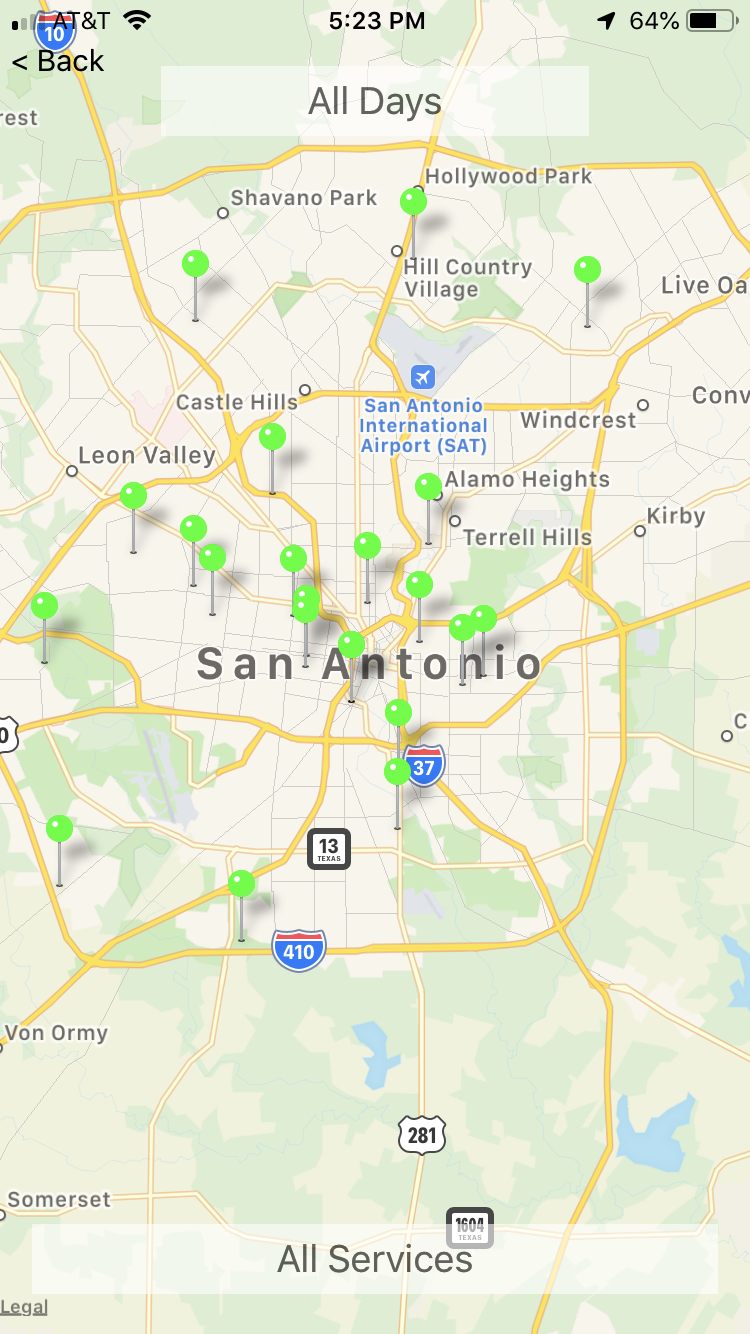 AT&T
5:23 PM
64%
10
< Back
rest
All Days
Hollywood Park
Shavano Park
Hill Country
Village
Live Oa
Castle Hills
San Antonio
International
Airport (SAT)
Conv
Windcrest
Leon Valley
Alamo Heights
Kirby
Terrell Hills
San Antonio
C
0
37
13
TEXAS
410
Von Ormy
281
Somerset
1604
TEXAS
All Services
Legal